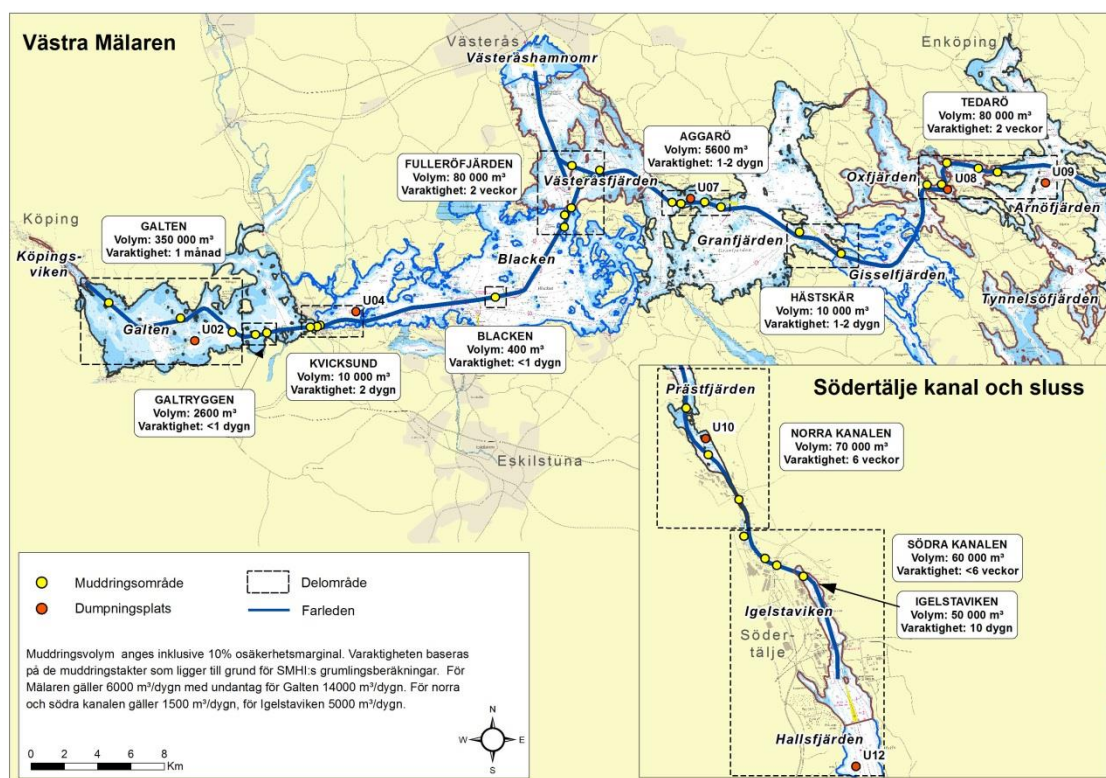 Västra Mälaren
Västerås
Västeråshamnomr
Enköping
TEDARÖ
Volym: 80 000 m³
Varaktighet: 2 veckor
AGGARÖ
Volym: 5600 m³
Varaktighet: 1-2 dygn
FULLERÖFJÄRDEN
Volym: 80 000 m³
Varaktighet: 2 veckor
Västeråsfjärden
U07
Oxfjärden
U08
U09
Arnöfjärden
Köping
Köpings-
viken
GALTEN
Volym: 350 000 m³
Varaktighet: 1 månad
Granfjärden
Blacken
Gisselfjärden
Tynnelsöfjärden
U04
Galten
U02
HÄSTSKÄR
Volym: 10 000 m³
Varaktighet: 1-2 dygn
BLACKEN
Volym: 400 m³
Varaktighet: <1 dygn
KVICKSUND
Volym: 10 000 m³
Varaktighet: 2 dygn
GALTRYGGEN
Volym: 2600 m³
Varaktighet: <1 dygn
Eskilstuna
Södertälje kanal och sluss
Prästfjärden
U10
NORRA KANALEN
Volym: 70 000 m³
Varaktighet: 6 veckor
SÖDRA KANALEN
Volym: 60 000 m³
Varaktighet: <6 veckor
IGELSTAVIKEN
Volym: 50 000 m³
Varaktighet: 10 dygn
Igelstaviken
Söder-
tälje
Hallsfjärden
U12
Muddringsområde
Dumpningsplats
Delområde
Farleden
Muddringsvolym anges inklusive 10% osäkerhetsmarginal. Varaktigheten baseras
på de muddringstakter som ligger till grund för SMHI:s grumlingsberäkningar. För
Mälaren gäller 6000 m³/dygn med undantag för Galten 14000 m³/dygn. För norra
och södra kanalen gäller 1500 m³/dygn, för Igelstaviken 5000 m³/dygn.
N
W E
S
0 2 4 6 8
Km